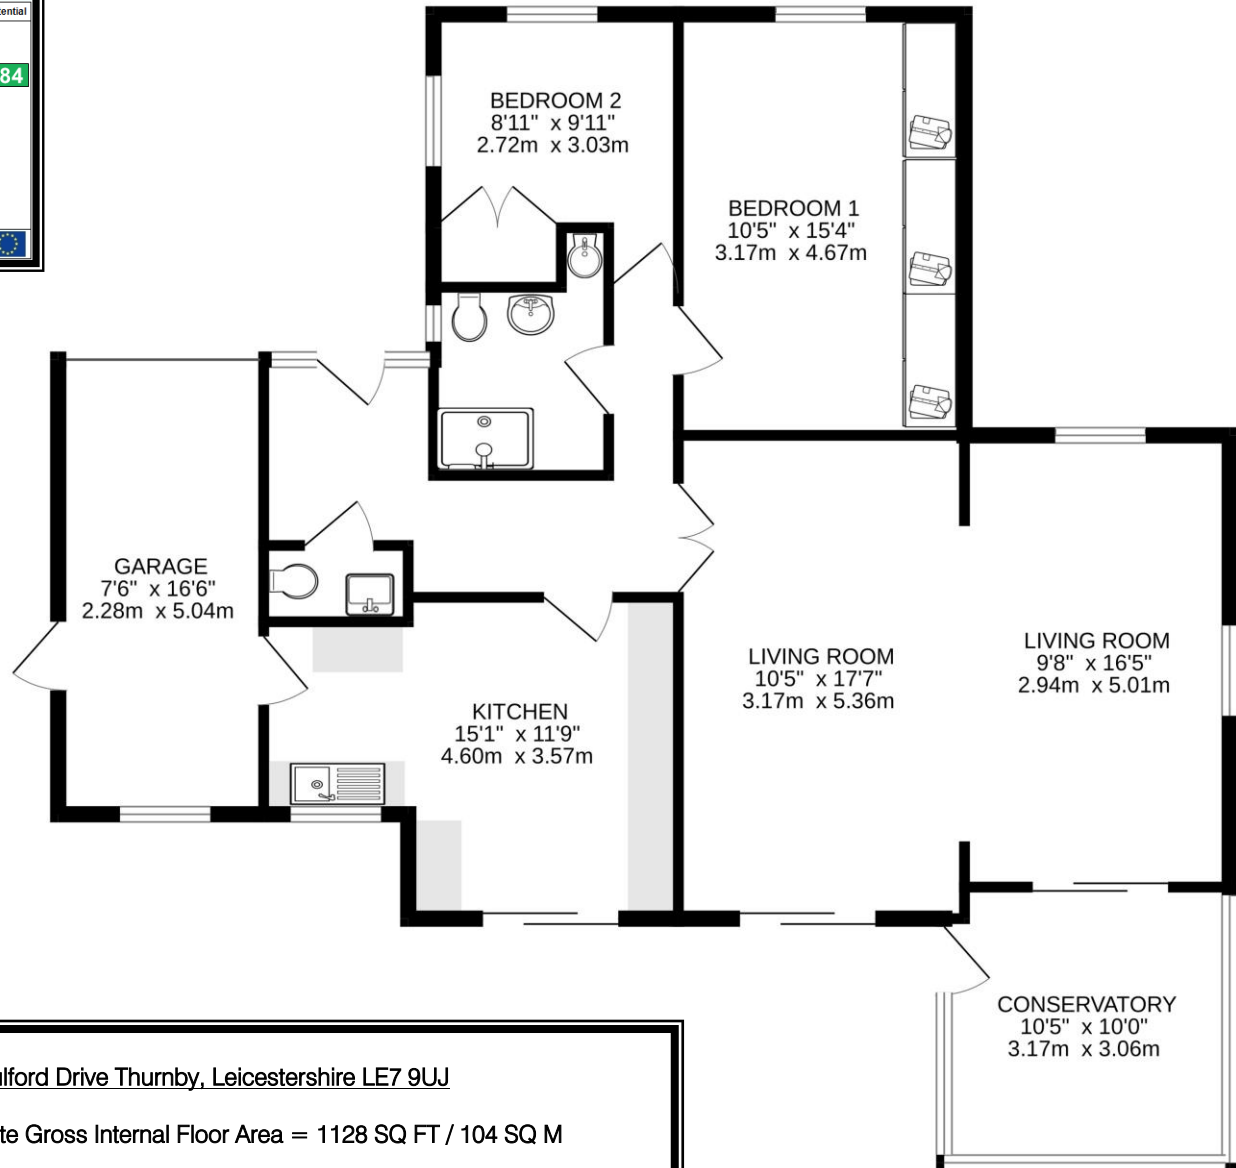 84
BEDROOM 2
8'11" x 9'11"
2.72m x 3.03m
BEDROOM 1
10'5" x 15'4"
3.17m x 4.67m
GARAGE
7'6" x 16'6"
2.28m x 5.04m
LIVING ROOM
10'5" x 17'7"
3.17m x 5.36m
LIVING ROOM
9'8" x 16'5"
2.94m x 5.01m
KITCHEN
15'1" x 11'9"
4.60m x 3.57m
CONSERVATORY
10'5" x 10'0"
3.17m x 3.06m
Drive Thurnby, Leicestershire LE7 9UJ
Gross Internal Floor Area = 1128 SQ FT / 104 SQ M